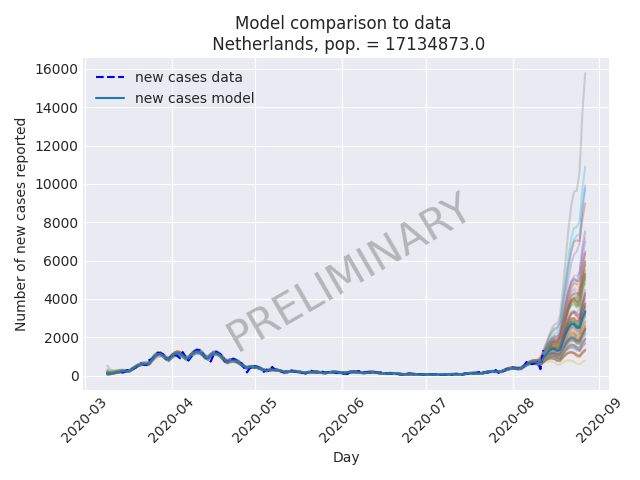 Model comparison to data
Netherlands, pop. = 17134873.0
new cases data
new cases model
16000
14000
12000
10000
8000
6000
4000
2000
0
Number of new cases reported
PRELIMINARY
2020-03
2020-04
2020-05
2020-06
2020-07
2020-08
2020-09
Day